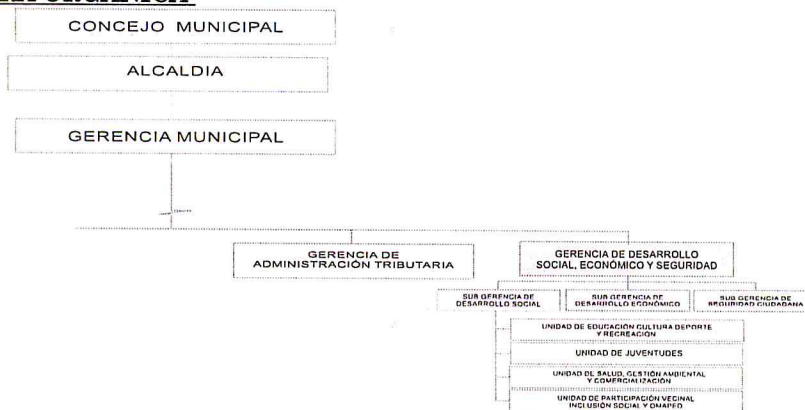 CONCEJO MUNICIPAL
ALCALDIA
GERENCIA MUNICIPAL
GERENCIA DE
ADMINISTRACIÓN TRIBUTARIA
GERENCIA DE DESARROLLO
SOCIAL, ECONÓMICO Y SEGURIDAD
SUB GERENCIA DE
DESARROLLO SOCIAL
SUB GERENCIA DE
DESARROLLO ECONÓMICO
SUB GERENCIA DE
SEGURIDAD CIUDADANA
UNIDAD DE EDUCACIÓN CULTURA DEPORTE
Y RECREACIÓN
UNIDAD DE JUVENTUDES
UNIDAD DE SALUD, GESTIÓN AMBIENTAL
Y COMERCIALIZACIÓN
UNIDAD DE PARTICIPACIÓN VECINAL
INCLUSIÓN SOCIAL Y OMAPED